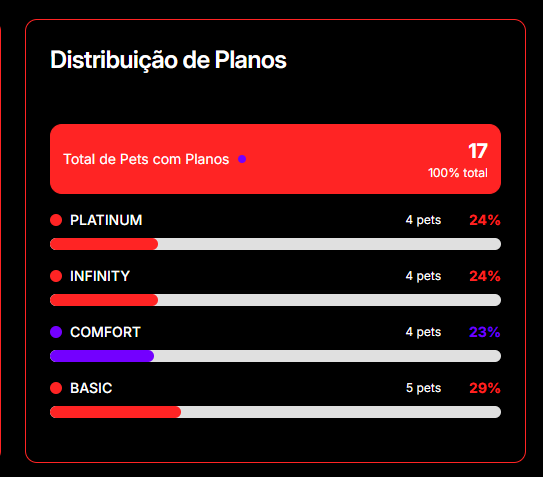 Distribuição de Planos
Total de Pets com Planos
17
100% total
PLATINUM 4 pets 24%
INFINITY 4 pets 24%
COMFORT 4 pets 23%
BASIC 5 pets 29%